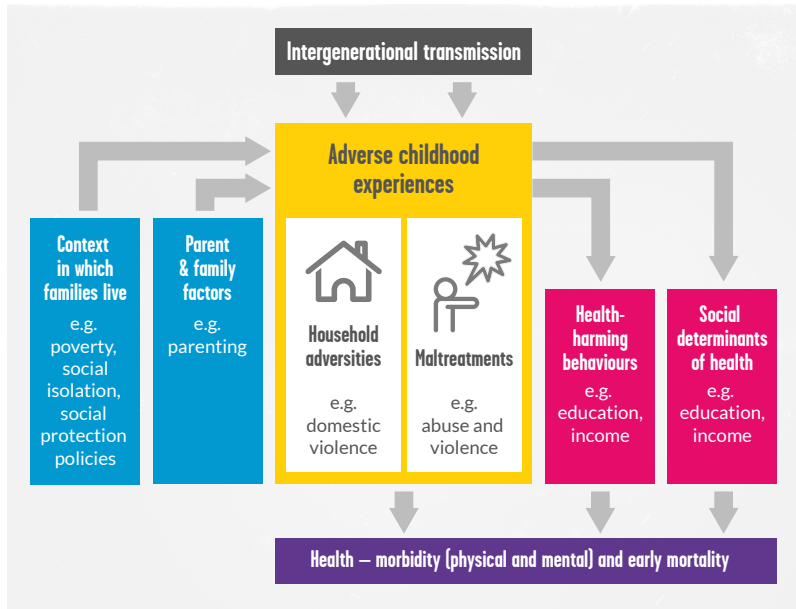 Intergenerational transmission
Adverse childhood
experiences
Context
in which
families live
e.g.
poverty,
social
isolation,
social
protection
policies
Parent
& family
factors
e.g.
parenting
Household
adversities
e.g.
domestic
violence
Maltreatments
e.g.
abuse and
violence
Health-
harming
behaviours
e.g.
education,
income
Social
determinants
of health
e.g.
education,
income
Health – morbidity (physical and mental) and early mortality